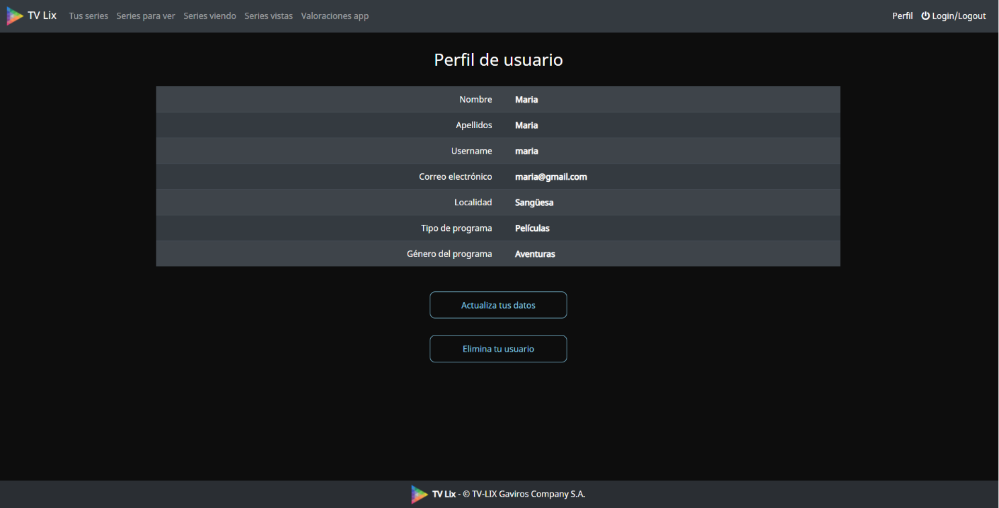 TV Lix Tus series Series para ver Series viendo Series vistas Valoraciones app Perfil Login/Logout
Perfil de usuario
Nombre Maria
Apellidos Maria
Username maria
Correo electrónico maria@gmail.com
Localidad Sangüesa
Tipo de programa Películas
Género del programa Aventuras
Actualiza tus datos
Elimina tu usuario
TV Lix - © TV-LIX Gaviros Company S.A.